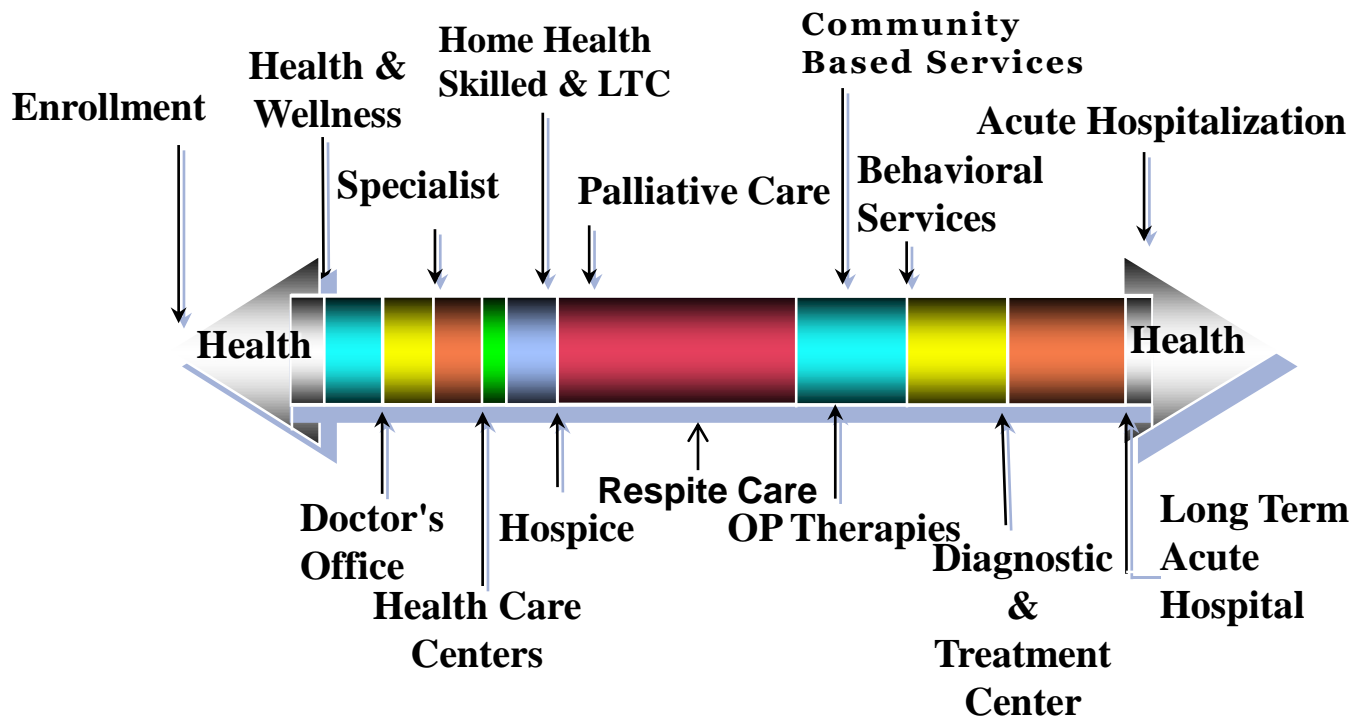 Community
Based Services
Home Health
Skilled & LTC
Health &
Wellness
Enrollment
Acute Hospitalization
Specialist
Palliative Care
Behavioral
Services
Health
Health
Respite Care
Doctor's
Office
Hospice
OP Therapies
Long Term
Acute
Hospital
Diagnostic
&
Treatment
Center
Health Care
Centers